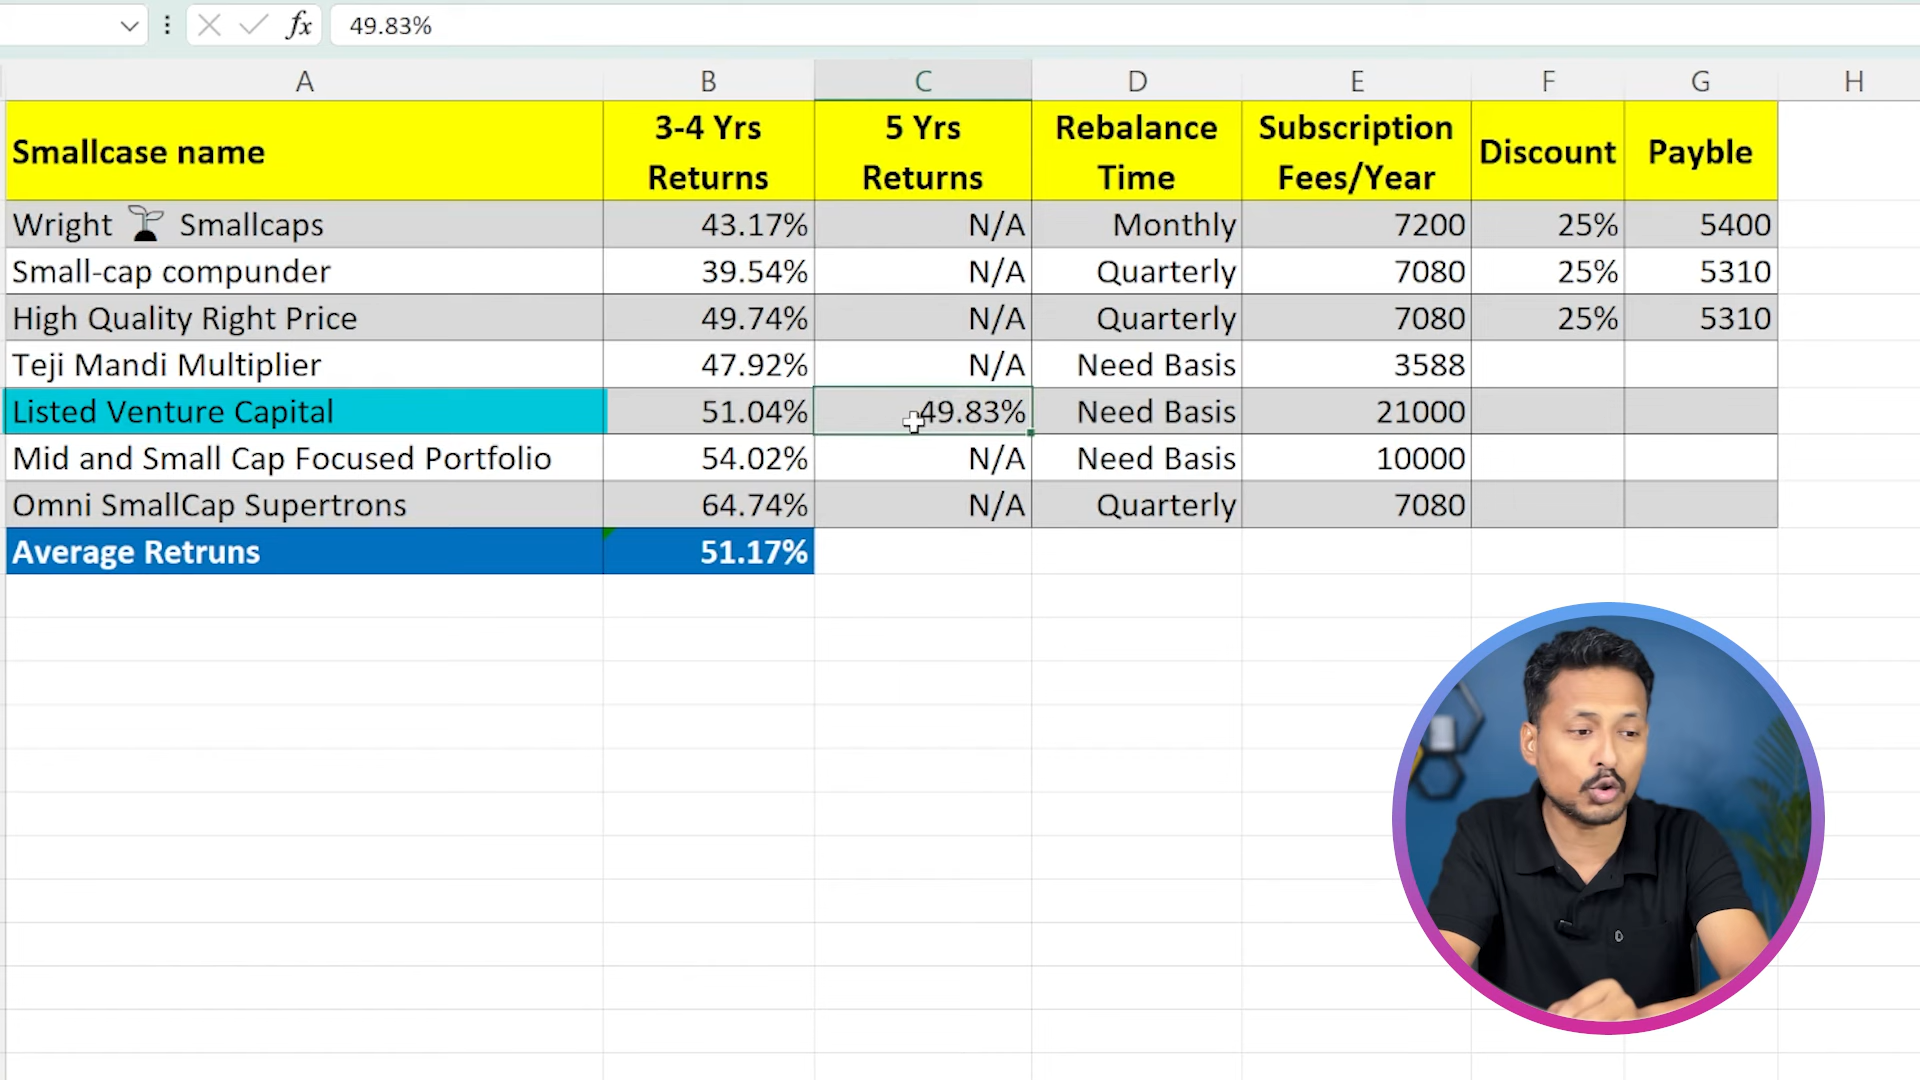 fx 49.83%
A B C D E F G H
Smallcase name 3-4 Yrs Returns 5 Yrs Returns Rebalance Time Subscription Fees/Year Discount Payble
Wright Smallcaps 43.17% N/A Monthly 7200 25% 5400
Small-cap compunder 39.54% N/A Quarterly 7080 25% 5310
High Quality Right Price 49.74% N/A Quarterly 7080 25% 5310
Teji Mandi Multiplier 47.92% N/A Need Basis 3588
Listed Venture Capital 51.04% 49.83% Need Basis 21000
Mid and Small Cap Focused Portfolio 54.02% N/A Need Basis 10000
Omni SmallCap Supertrons 64.74% N/A Quarterly 7080
Average Retruns 51.17%